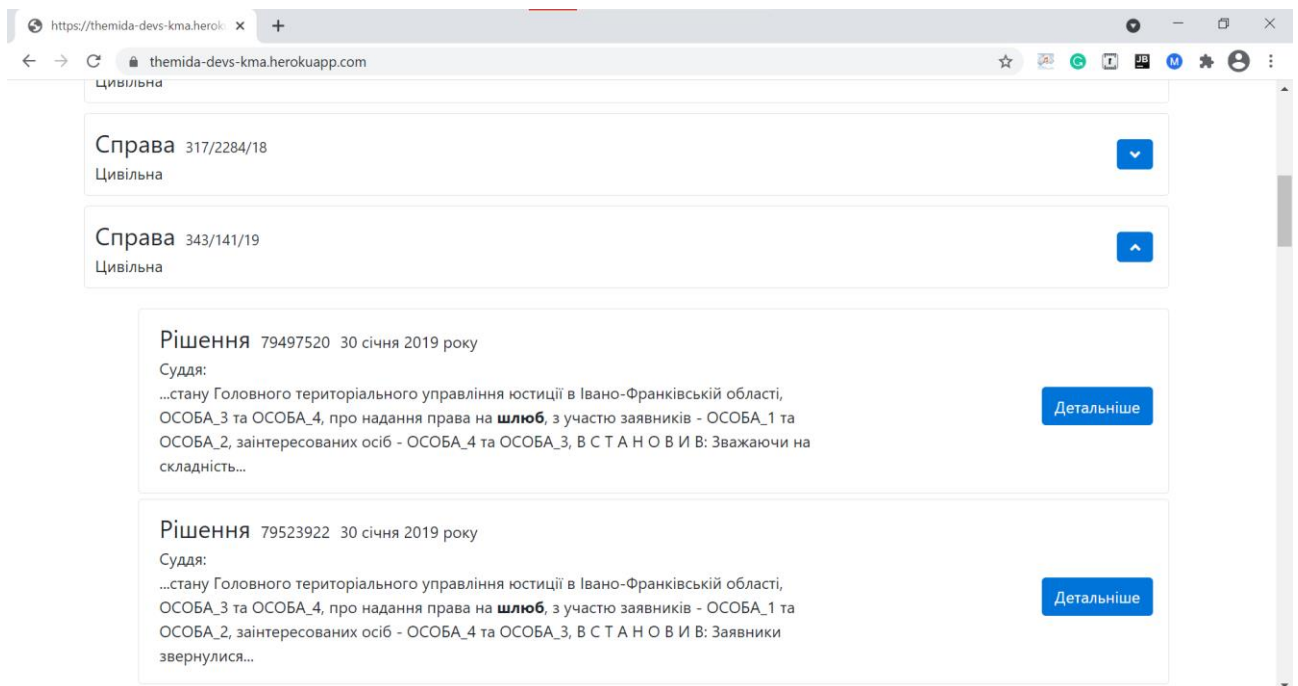 https://themida-devs-kma.herok
themida-devs-kma.herokuapp.com
Цивільна
Справа 317/2284/18
Цивільна
Справа 343/141/19
Цивільна
Рішення 79497520 30 січня 2019 року
Суддя:
...стану Головного територіального управління юстиції в Івано-Франківській області,
ОСОБА_3 та ОСОБА_4, про надання права на шлюб, з участю заявників - ОСОБА_1 та
ОСОБА_2, заінтересованих осіб - ОСОБА_4 та ОСОБА_3, В С Т А Н О В И В: Зважаючи на
складність...
Детальніше
Рішення 79523922 30 січня 2019 року
Суддя:
...стану Головного територіального управління юстиції в Івано-Франківській області,
ОСОБА_3 та ОСОБА_4, про надання права на шлюб, з участю заявників - ОСОБА_1 та
ОСОБА_2, заінтересованих осіб - ОСОБА_4 та ОСОБА_3, В С Т А Н О В И В: Заявники
звернулися...
Детальніше